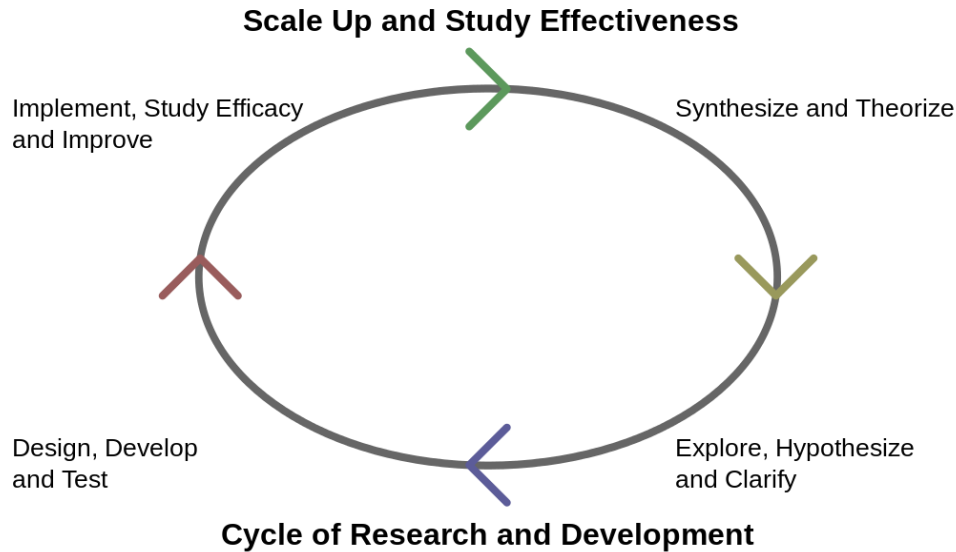 Scale Up and Study Effectiveness
Implement, Study Efficacy
and Improve
Synthesize and Theorize
Design, Develop
and Test
Explore, Hypothesize
and Clarify
Cycle of Research and Development